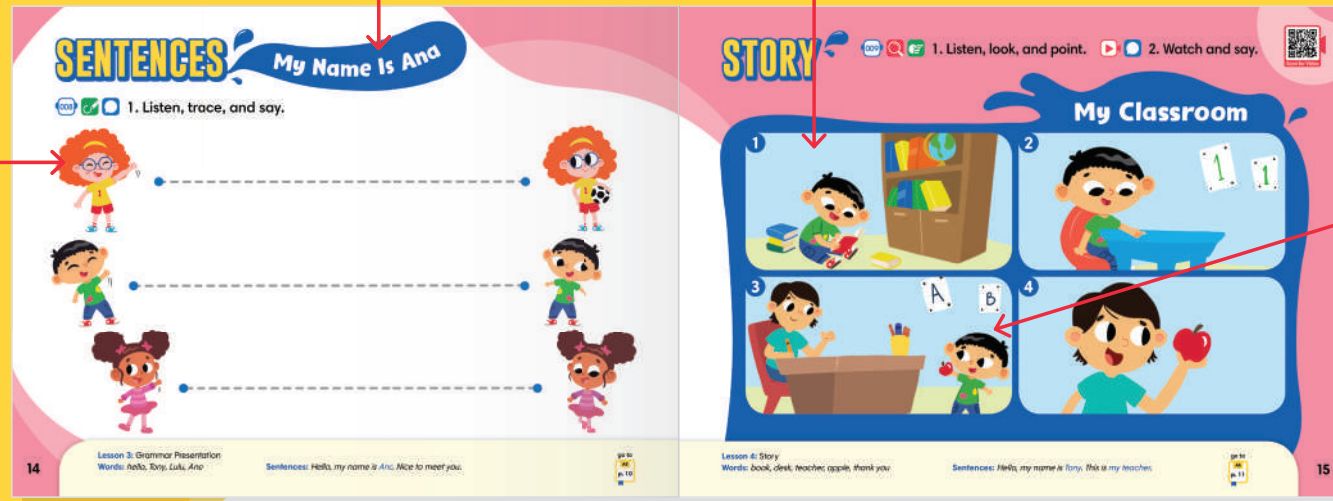 SENTENCES
My Name Is Ana
008 1. Listen, trace, and say.
1
14
Lesson 3: Grammar Presentation
Words: hello, Tony, Lulu, Ana
Sentences: Hello, my name is Ana. Nice to meet you.
go to
AB
p. 10
STORY
009 1. Listen, look, and point. 2. Watch and say.
Scan for Video
My Classroom
1
2
1 1
3
A B
4
Lesson 4: Story
Words: book, desk, teacher, apple, thank you
Sentences: Hello, my name is Tony. This is my teacher.
go to
AB
p. 11
15